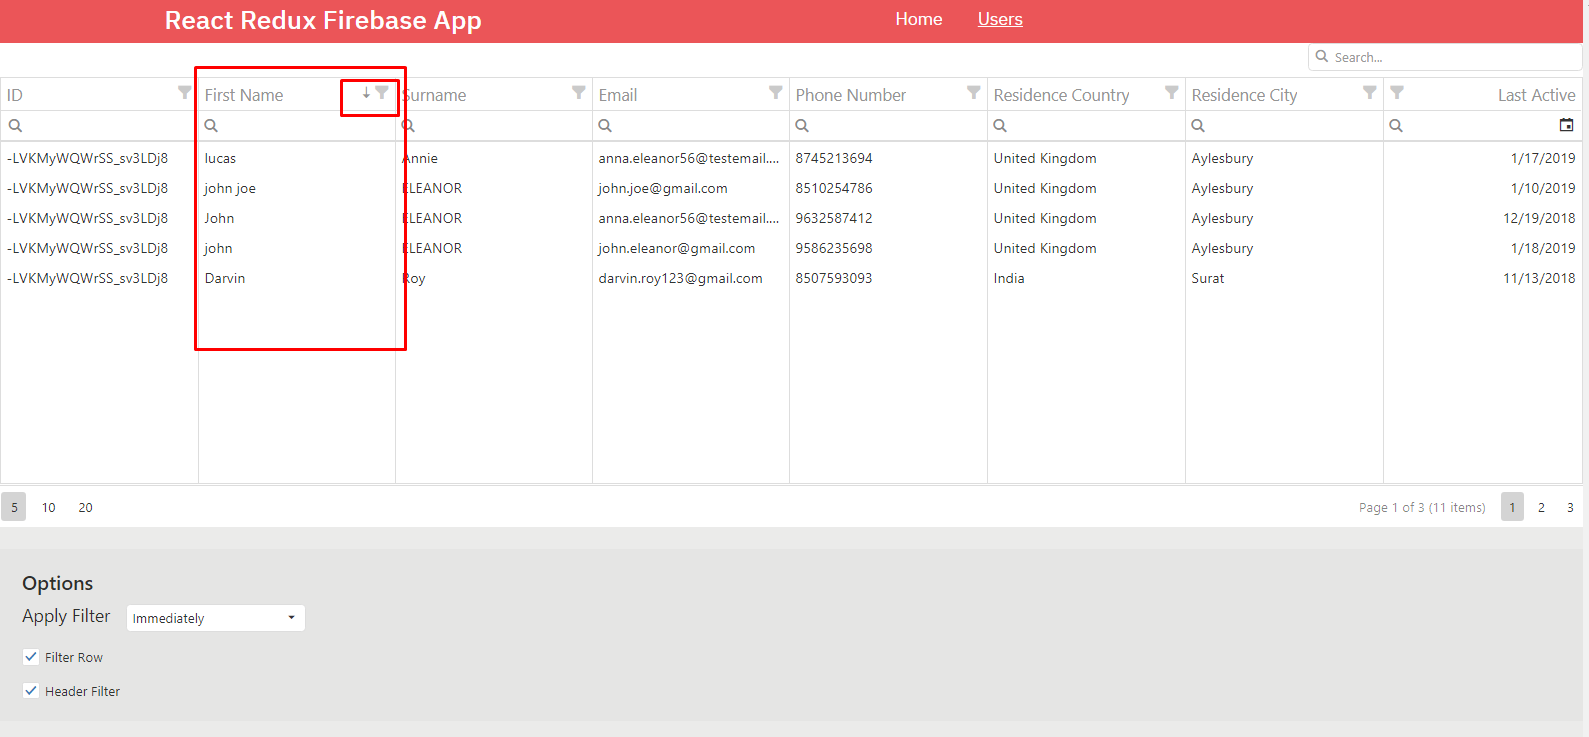 React Redux Firebase App Home Users
Search...
ID First Name Surname Email Phone Number Residence Country Residence City Last Active
-LVKMyWQWrSS_sv3LDj8 lucas Annie anna.eleanor56@testemail.... 8745213694 United Kingdom Aylesbury 1/17/2019
-LVKMyWQWrSS_sv3LDj8 john joe ELEANOR john.joe@gmail.com 8510254786 United Kingdom Aylesbury 1/10/2019
-LVKMyWQWrSS_sv3LDj8 John ELEANOR anna.eleanor56@testemail.... 9632587412 United Kingdom Aylesbury 12/19/2018
-LVKMyWQWrSS_sv3LDj8 john ELEANOR john.eleanor@gmail.com 9586235698 United Kingdom Aylesbury 1/18/2019
-LVKMyWQWrSS_sv3LDj8 Darvin Roy darvin.roy123@gmail.com 8507593093 India Surat 11/13/2018
5 10 20 Page 1 of 3 (11 items) 1 2 3
Options
Apply Filter Immediately
Filter Row
Header Filter